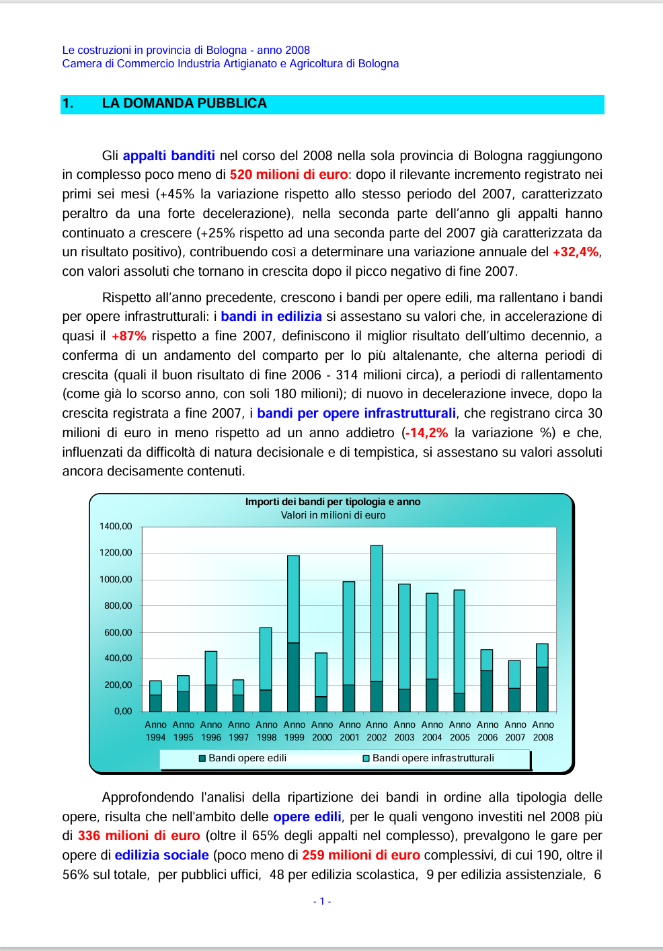 Le costruzioni in provincia di Bologna - anno 2008
Camera di Commercio Industria Artigianato e Agricoltura di Bologna
1. LA DOMANDA PUBBLICA
Gli appalti banditi nel corso del 2008 nella sola provincia di Bologna raggiungono
in complesso poco meno di 520 milioni di euro: dopo il rilevante incremento registrato nei
primi sei mesi (+45% la variazione rispetto allo stesso periodo del 2007, caratterizzato
peraltro da una forte decelerazione), nella seconda parte dell'anno gli appalti hanno
continuato a crescere (+25% rispetto ad una seconda parte del 2007 già caratterizzata da
un risultato positivo), contribuendo così a determinare una variazione annuale del +32,4%,
con valori assoluti che tornano in crescita dopo il picco negativo di fine 2007.
Rispetto all'anno precedente, crescono i bandi per opere edili, ma rallentano i bandi
per opere infrastrutturali: i bandi in edilizia si assestano su valori che, in accelerazione di
quasi il +87% rispetto a fine 2007, definiscono il miglior risultato dell'ultimo decennio, a
conferma di un andamento del comparto per lo più altalenante, che alterna periodi di
crescita (quali il buon risultato di fine 2006 - 314 milioni circa), a periodi di rallentamento
(come già lo scorso anno, con soli 180 milioni); di nuovo in decelerazione invece, dopo la
crescita registrata a fine 2007, i bandi per opere infrastrutturali, che registrano circa 30
milioni di euro in meno rispetto ad un anno addietro (-14,2% la variazione %) e che,
influenzati da difficoltà di natura decisionale e di tempistica, si assestano su valori assoluti
ancora decisamente contenuti.
Importi dei bandi per tipologia e anno
Valori in milioni di euro
1400,00
1200,00
1000,00
800,00
600,00
400,00
200,00
0,00
Anno Anno Anno Anno Anno Anno Anno Anno Anno Anno Anno Anno Anno Anno Anno
1994 1995 1996 1997 1998 1999 2000 2001 2002 2003 2004 2005 2006 2007 2008
Bandi opere edili Bandi opere infrastrutturali
Approfondendo l'analisi della ripartizione dei bandi in ordine alla tipologia delle
opere, risulta che nell'ambito delle opere edili, per le quali vengono investiti nel 2008 più
di 336 milioni di euro (oltre il 65% degli appalti nel complesso), prevalgono le gare per
opere di edilizia sociale (poco meno di 259 milioni di euro complessivi, di cui 190, oltre il
56% sul totale, per pubblici uffici, 48 per edilizia scolastica, 9 per edilizia assistenziale, 6
- 1 -